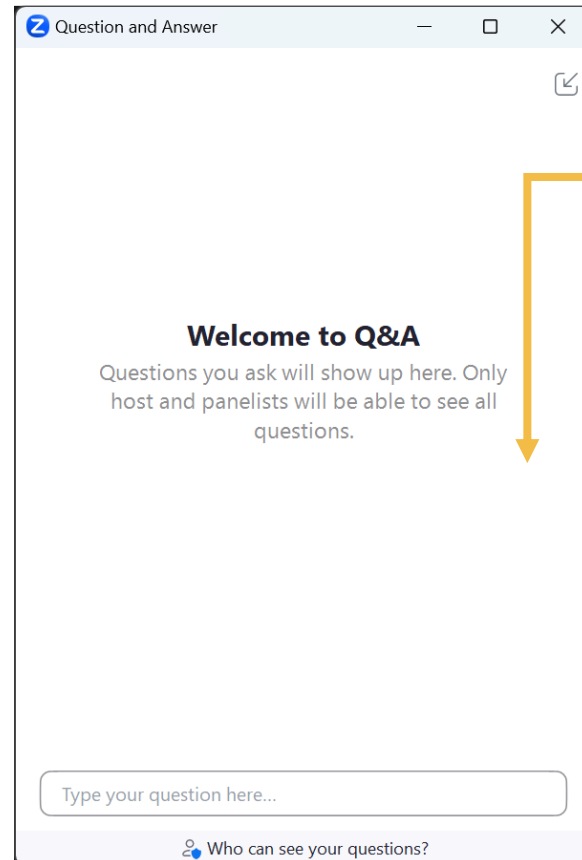 Question and Answer
Welcome to Q&A
Questions you ask will show up here. Only
host and panelists will be able to see all
questions.
Type your question here...
Who can see your questions?